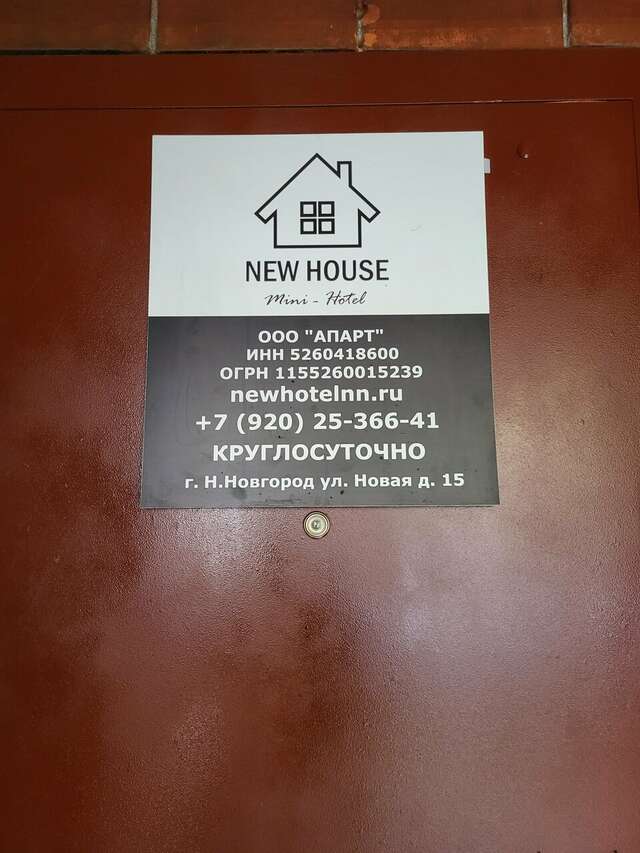 NEW HOUSE
Mini - Hotel
ООО "АПАРТ"
ИНН 5260418600
ОГРН 1155260015239
newhotelnn.ru
+7 (920) 25-366-41
КРУГЛОСУТОЧНО
г. Н.Новгород ул. Новая д. 15